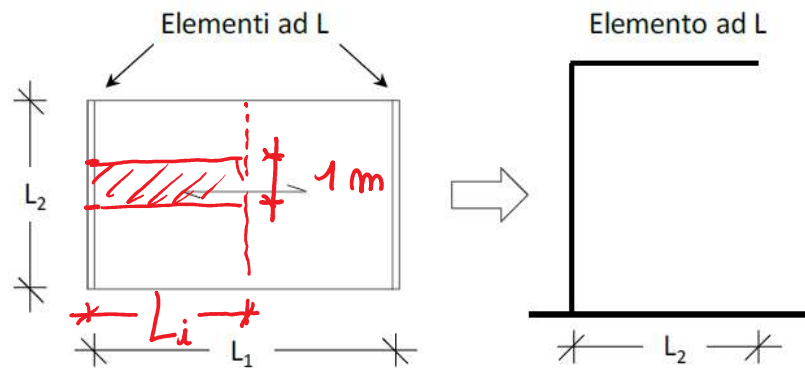 Elementi ad L
Elemento ad L
L₂
1 m
Li
L₁
L₂